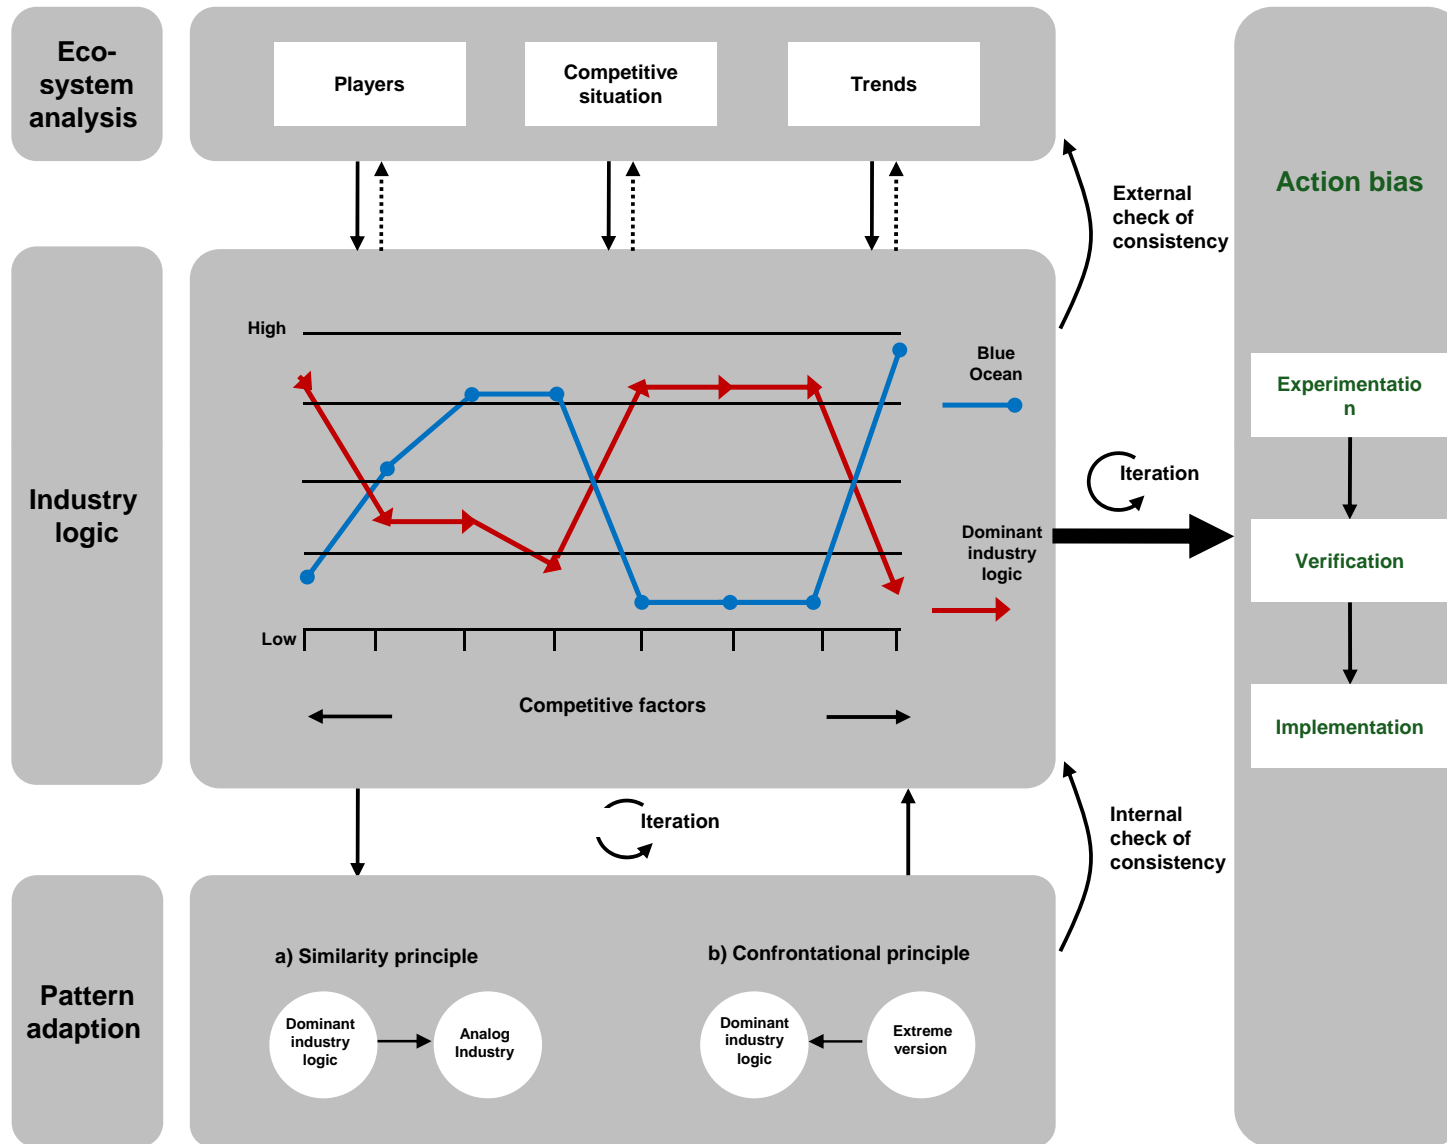 Eco-
system
analysis
Players
Competitive
situation
Trends
External
check of
consistency
Action bias
Industry
logic
High
Low
Blue
Ocean
Dominant
industry
logic
Competitive factors
Iteration
Experimentatio
n
Verification
Implementation
Iteration
Internal
check of
consistency
Pattern
adaption
a) Similarity principle
Dominant
industry
logic
Analog
Industry
b) Confrontational principle
Dominant
industry
logic
Extreme
version